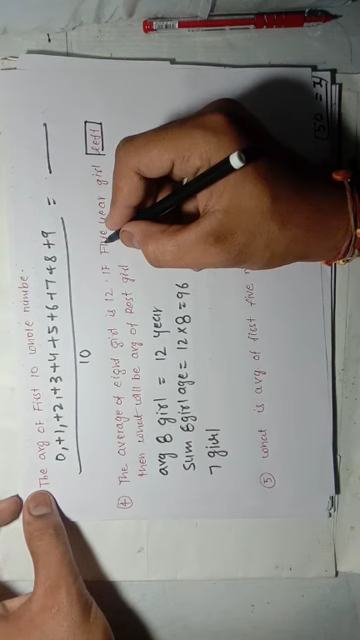 The arg of First 10 whole numbe.
0,+1,+2,+3+4+5+6+7+8+9 =
10
④ The average of eight girl is 12. If Five year girl left
then what will be avg of Rest girl
avg 8 girl = 12 year
Sum 8 girl age = 12 × 8 = 96
7 girl
⑤ what is avg of first five